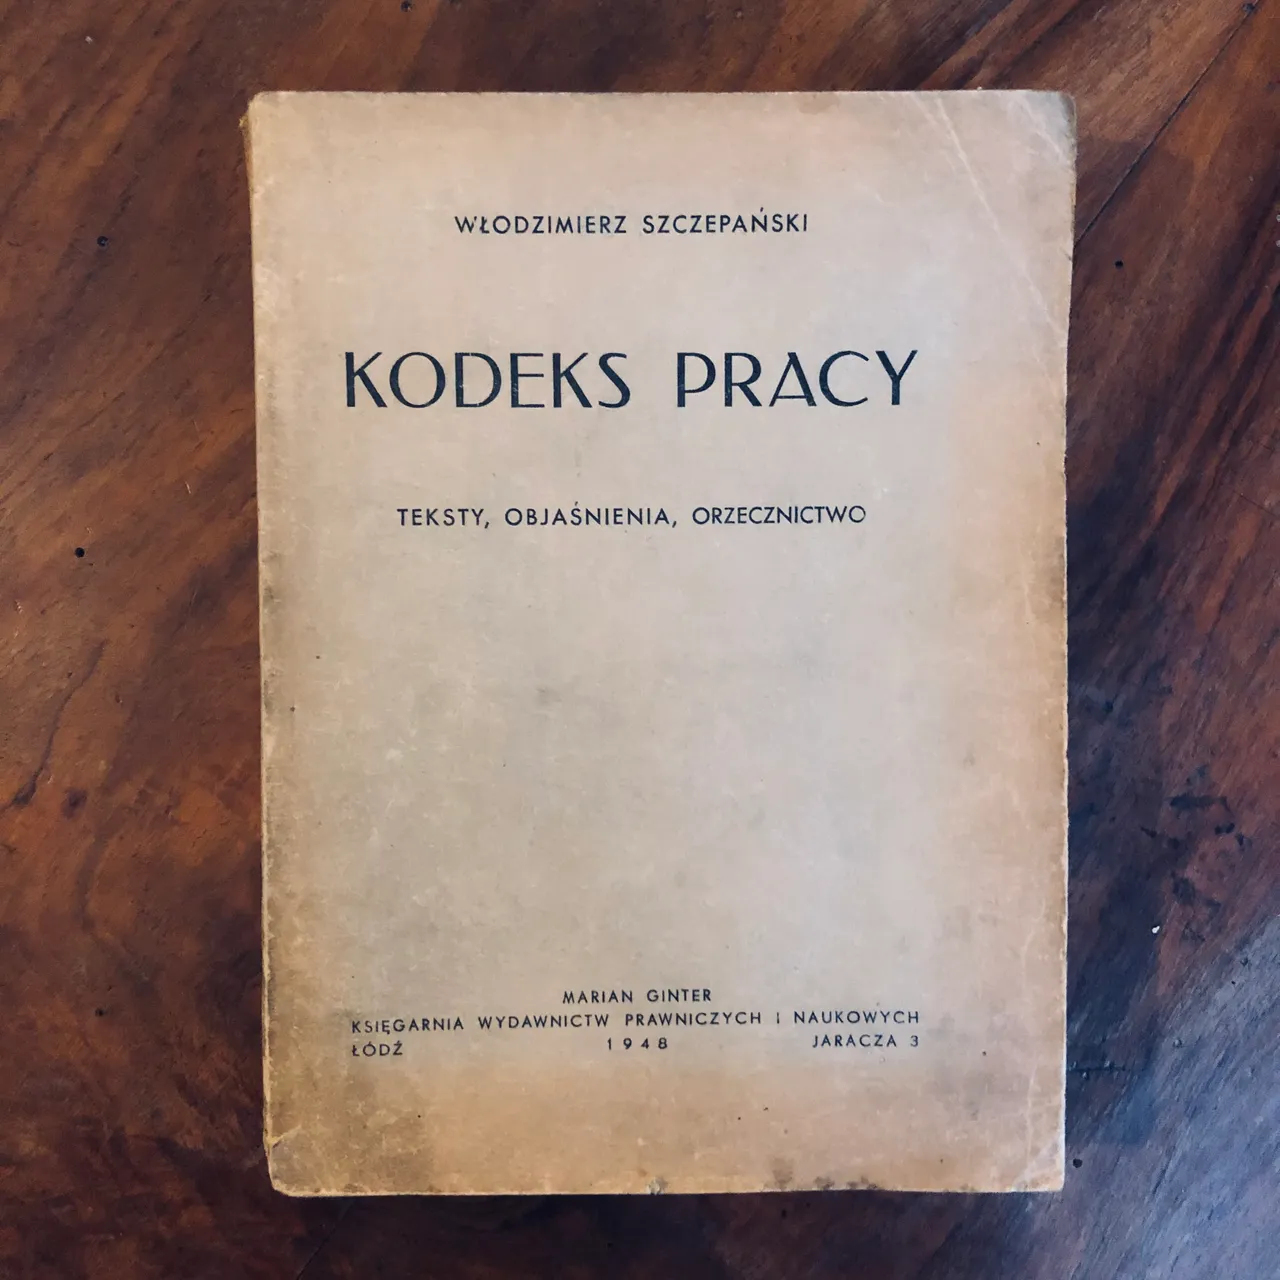 WŁODZIMIERZ SZCZEPAŃSKI
KODEKS PRACY
TEKSTY, OBJAŚNIENIA, ORZECZNICTWO
MARIAN GINTER
KSIĘGARNIA WYDAWNICTW PRAWNICZYCH I NAUKOWYCH
ŁÓDŹ 1948 JARACZA 3